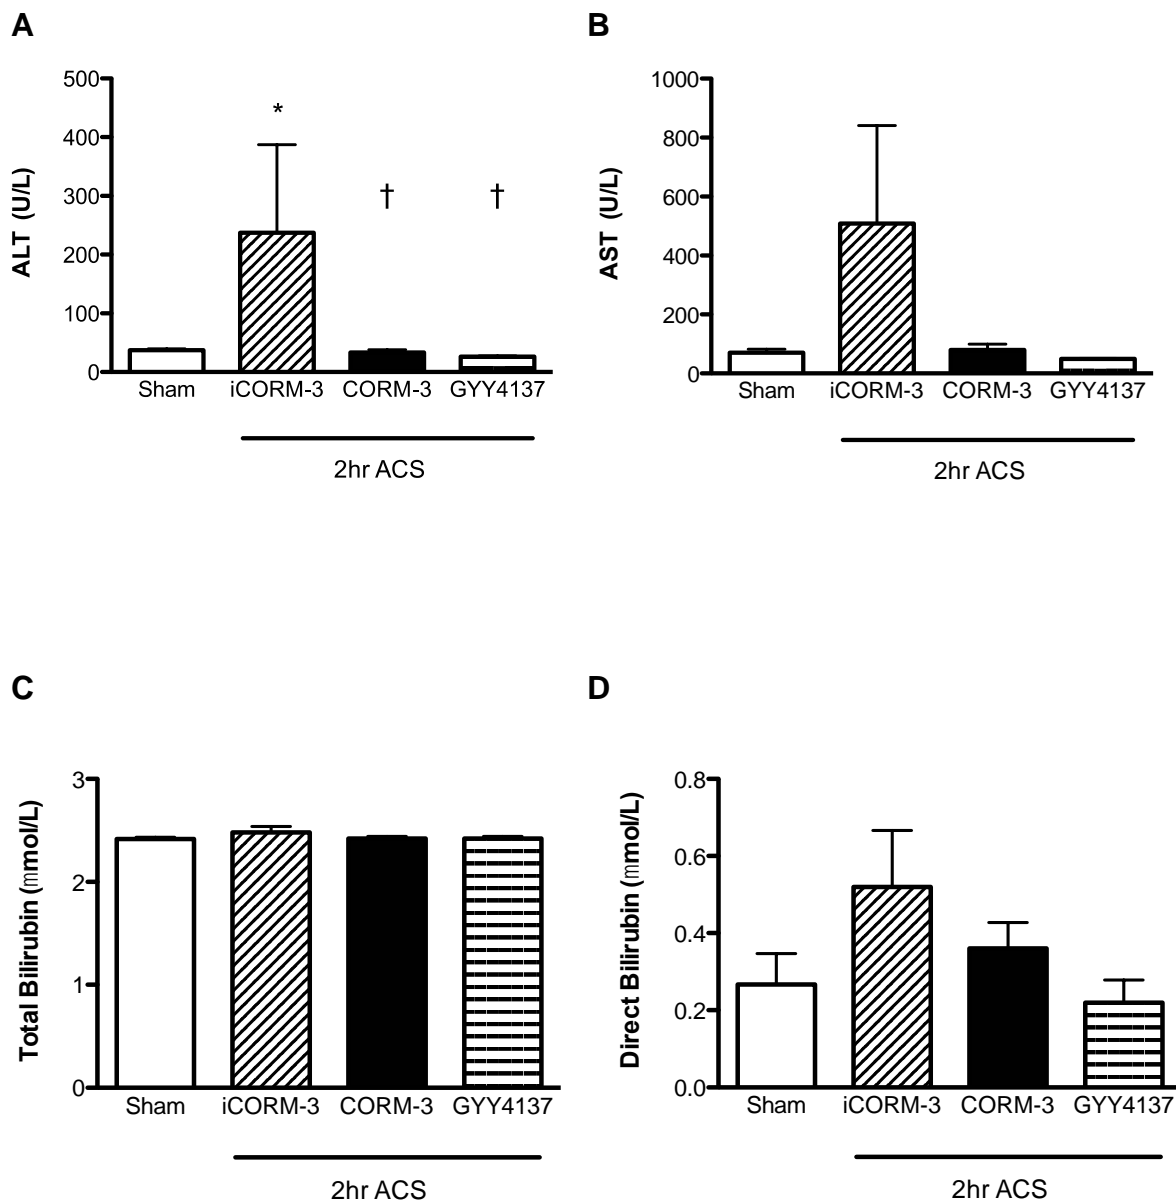 A
ALT (U/L)
500
400
300
200
100
0
*
†
†
Sham iCORM-3 CORM-3 GYY4137
2hr ACS
B
AST (U/L)
1000
800
600
400
200
0
Sham iCORM-3 CORM-3 GYY4137
2hr ACS
C
Total Bilirubin (mmol/L)
3
2
1
0
Sham iCORM-3 CORM-3 GYY4137
2hr ACS
D
Direct Bilirubin (mmol/L)
0.8
0.6
0.4
0.2
0.0
Sham iCORM-3 CORM-3 GYY4137
2hr ACS